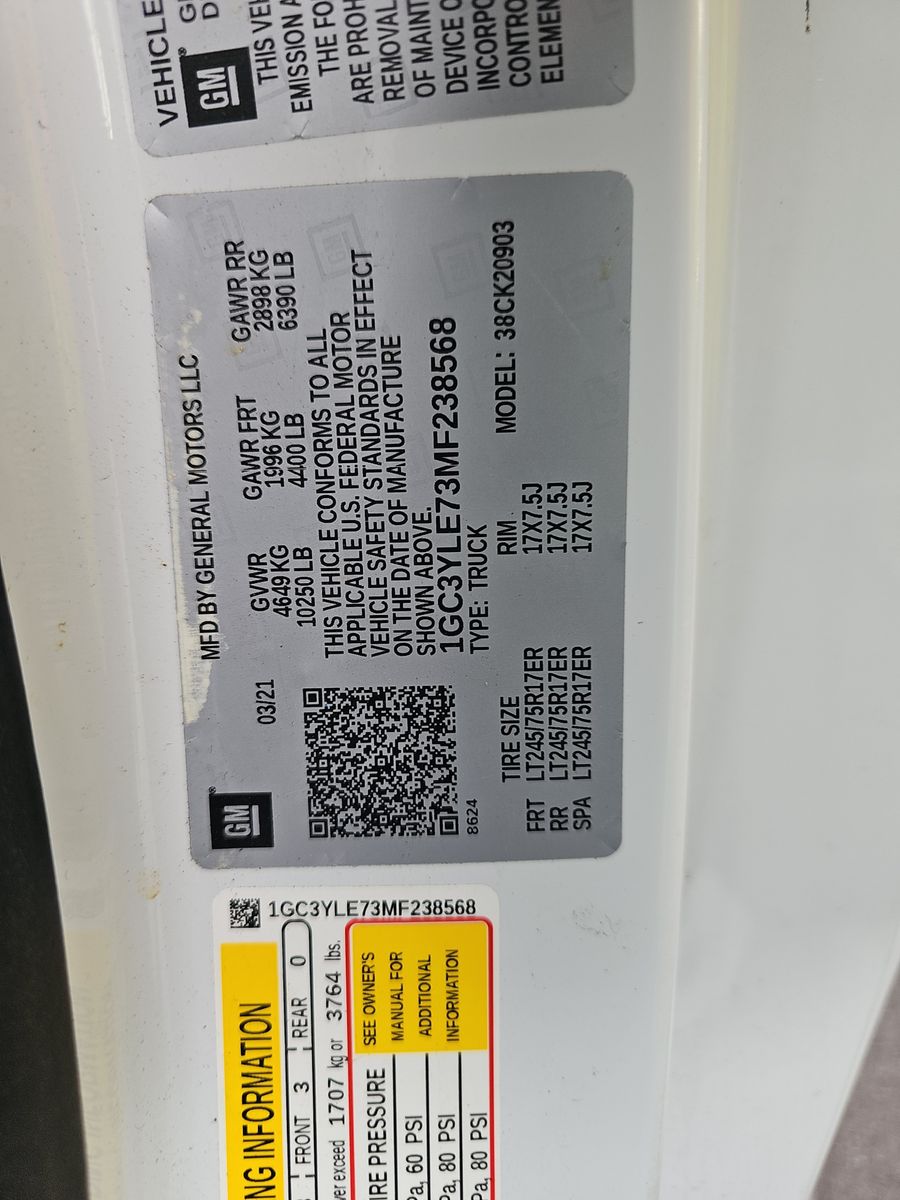 VEHICLE
GM
THIS VEH
EMISSION A
THE FO
ARE PROH
REMOVAL
OF MAINT
DEVICE O
INCORPO
CONTRO
ELEMEN
MFD BY GENERAL MOTORS LLC
GM
03/21
GVWR GAWR FRT GAWR RR
4649 KG 1996 KG 2898 KG
10250 LB 4400 LB 6390 LB
THIS VEHICLE CONFORMS TO ALL
APPLICABLE U.S. FEDERAL MOTOR
VEHICLE SAFETY STANDARDS IN EFFECT
ON THE DATE OF MANUFACTURE
SHOWN ABOVE.
1GC3YLE73MF238568
8624
TYPE: TRUCK
MODEL: 38CK20903
TIRE SIZE RIM
FRT LT245/75R17ER 17X7.5J
RR LT245/75R17ER 17X7.5J
SPA LT245/75R17ER 17X7.5J
1GC3YLE73MF238568
NG INFORMATION
FRONT 3 REAR 0
ver exceed 1707 kg or 3764 lbs.
IRE PRESSURE
Pa, 60 PSI
Pa, 80 PSI
Pa, 80 PSI
SEE OWNER'S
MANUAL FOR
ADDITIONAL
INFORMATION